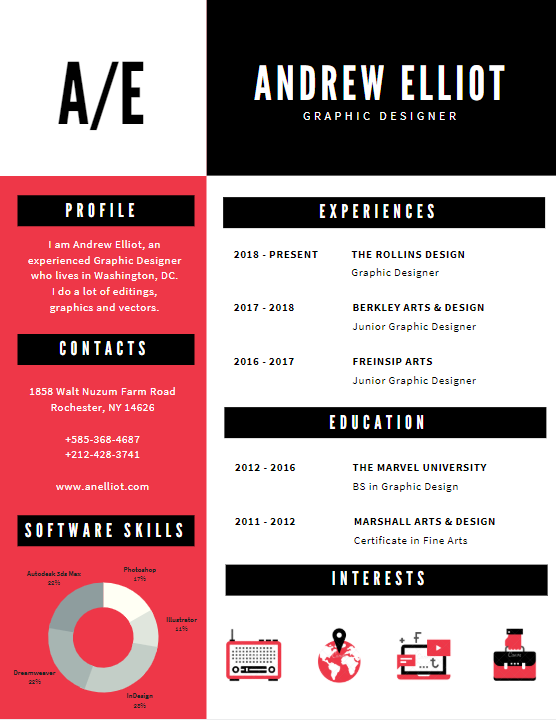 A/E
ANDREW ELLIOT
GRAPHIC DESIGNER
PROFILE
I am Andrew Elliot, an
experienced Graphic Designer
who lives in Washington, DC.
I do a lot of editings,
graphics and vectors.
CONTACTS
1858 Walt Nuzum Farm Road
Rochester, NY 14626
+585-368-4687
+212-428-3741
www.anelliot.com
SOFTWARE SKILLS
Photoshop
17%
Illustrator
11%
InDesign
Dreamweaver
22%
Autodesk 3ds Max
22%
EXPERIENCES
2018 - PRESENT THE ROLLINS DESIGN
Graphic Designer
2017 - 2018 BERKLEY ARTS & DESIGN
Junior Graphic Designer
2016 - 2017 FREINSIP ARTS
Junior Graphic Designer
EDUCATION
2012 - 2016 THE MARVEL UNIVERSITY
BS in Graphic Design
2011 - 2012 MARSHALL ARTS & DESIGN
Certificate in Fine Arts
INTERESTS